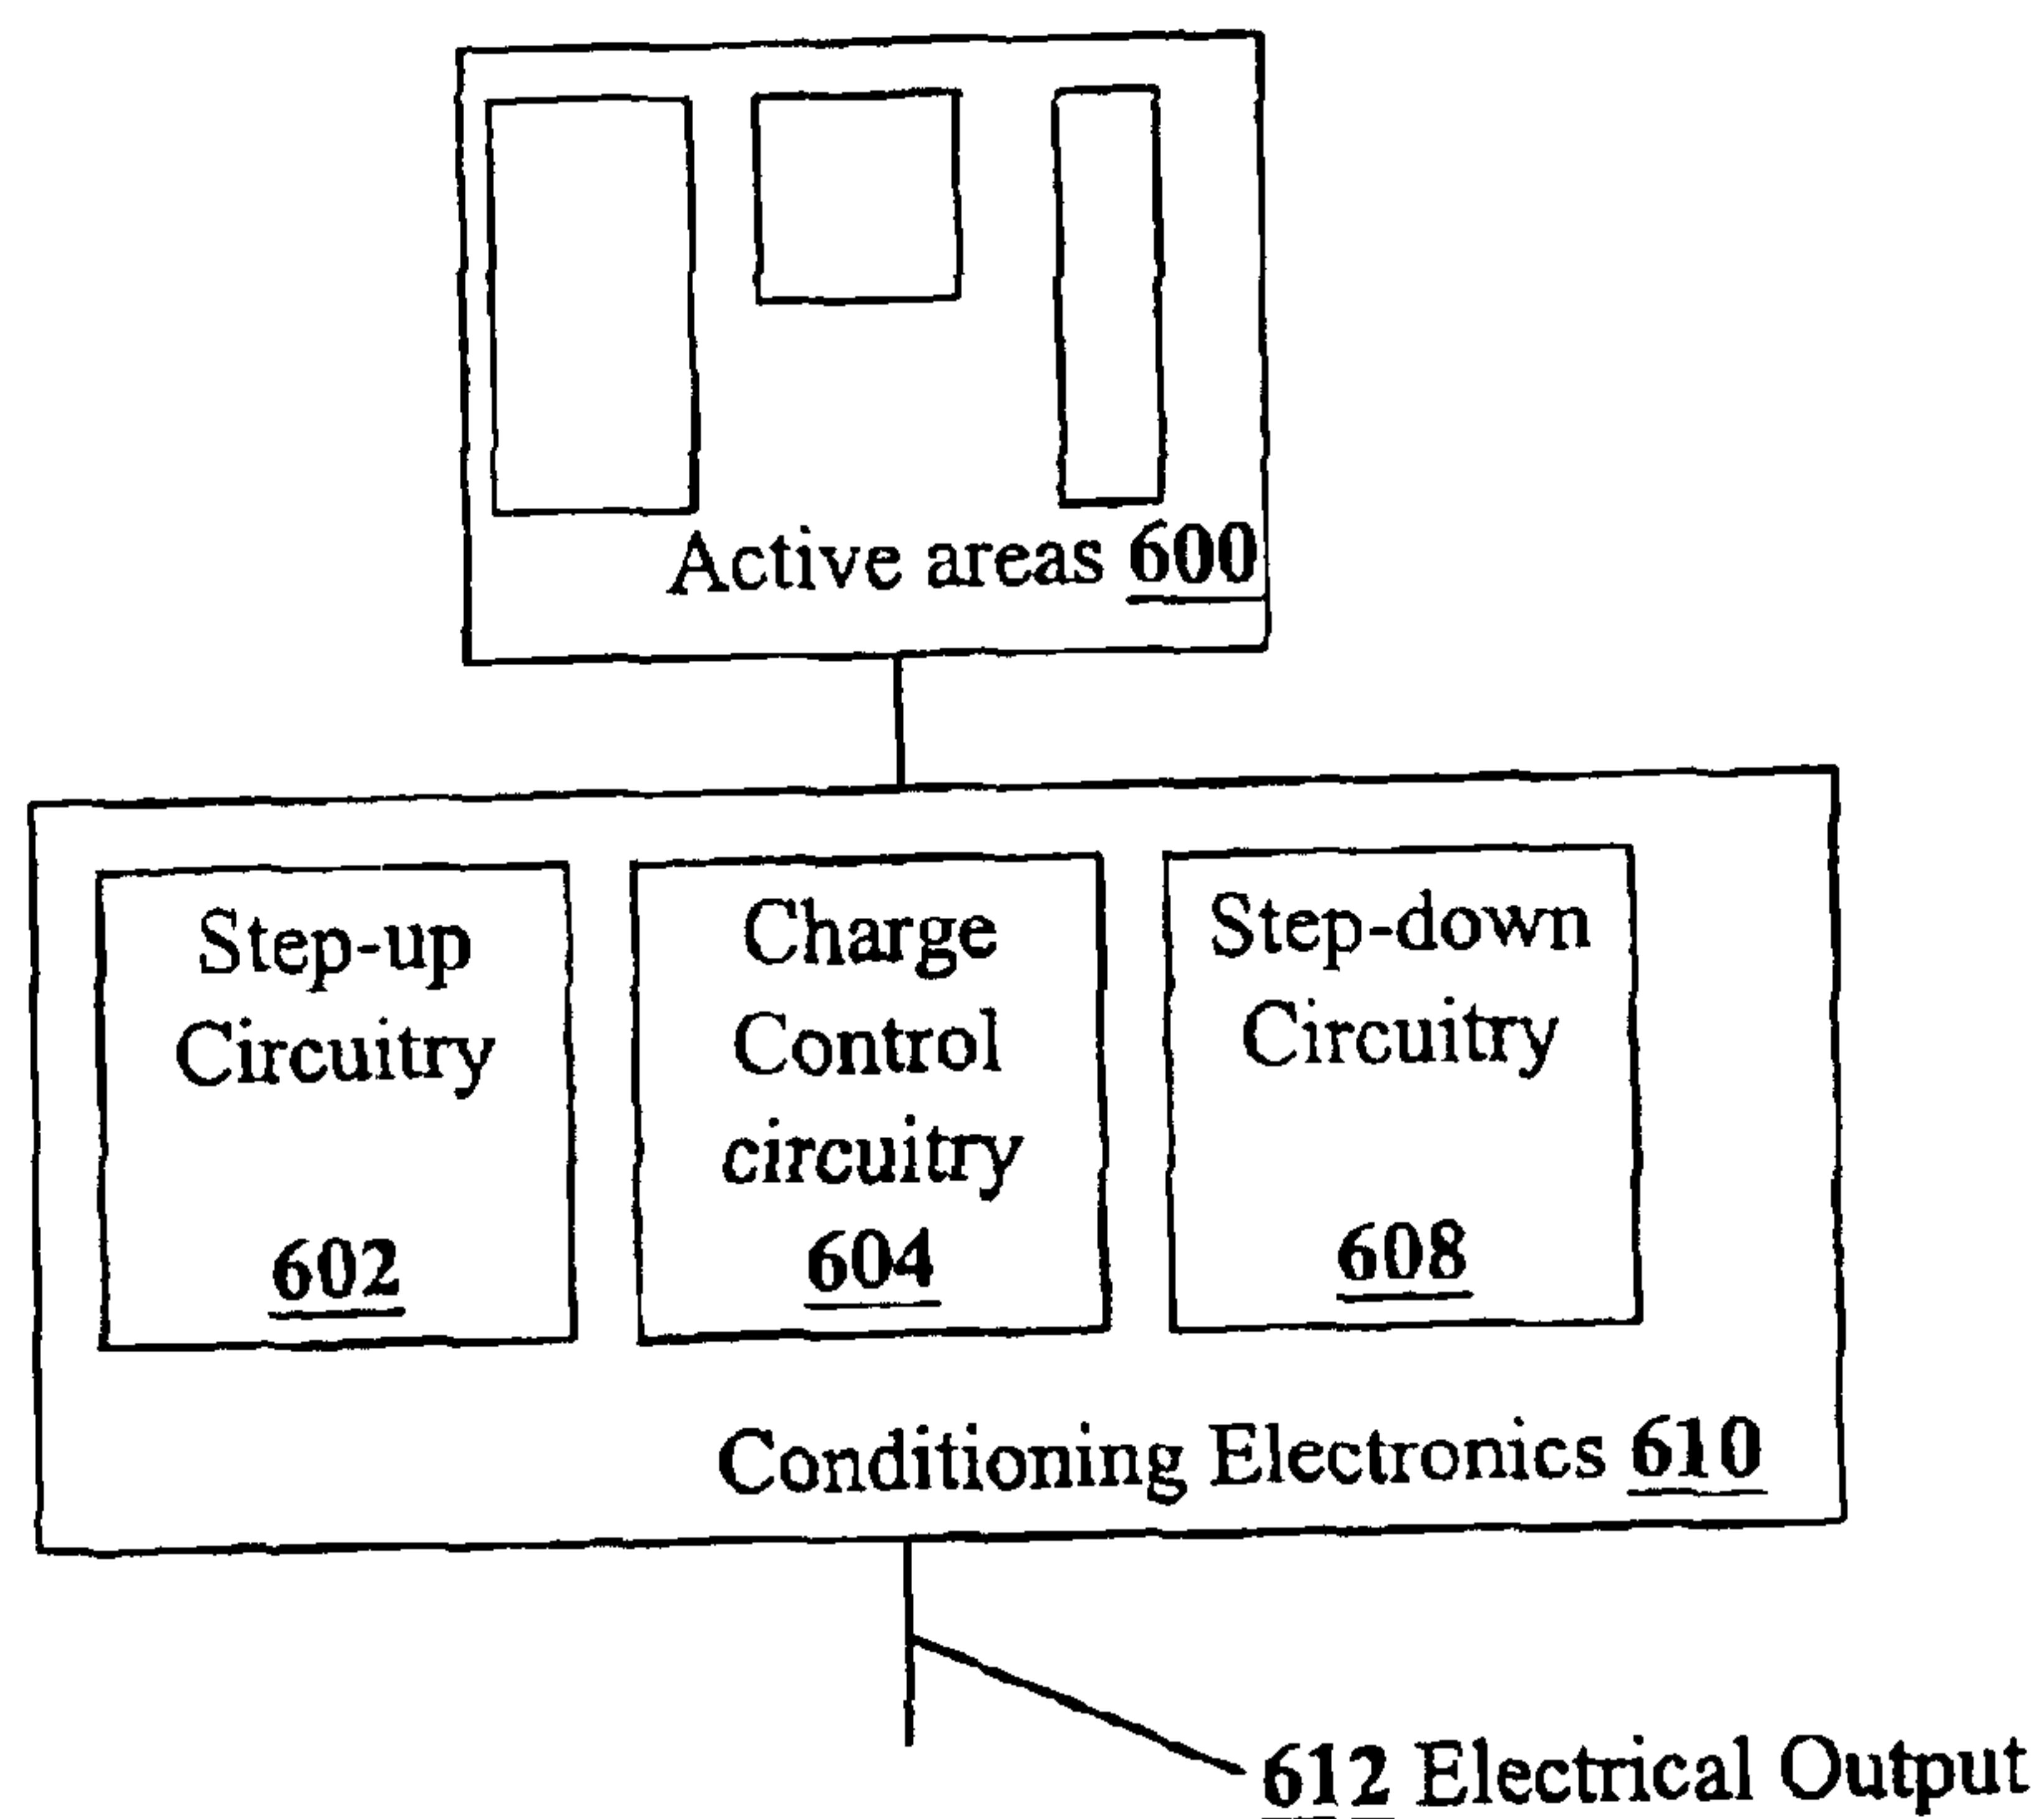 Active areas 600
Step-up
Circuitry
602
Charge
Control
circuitry
604
Step-down
Circuitry
608
Conditioning Electronics 610
612 Electrical Output